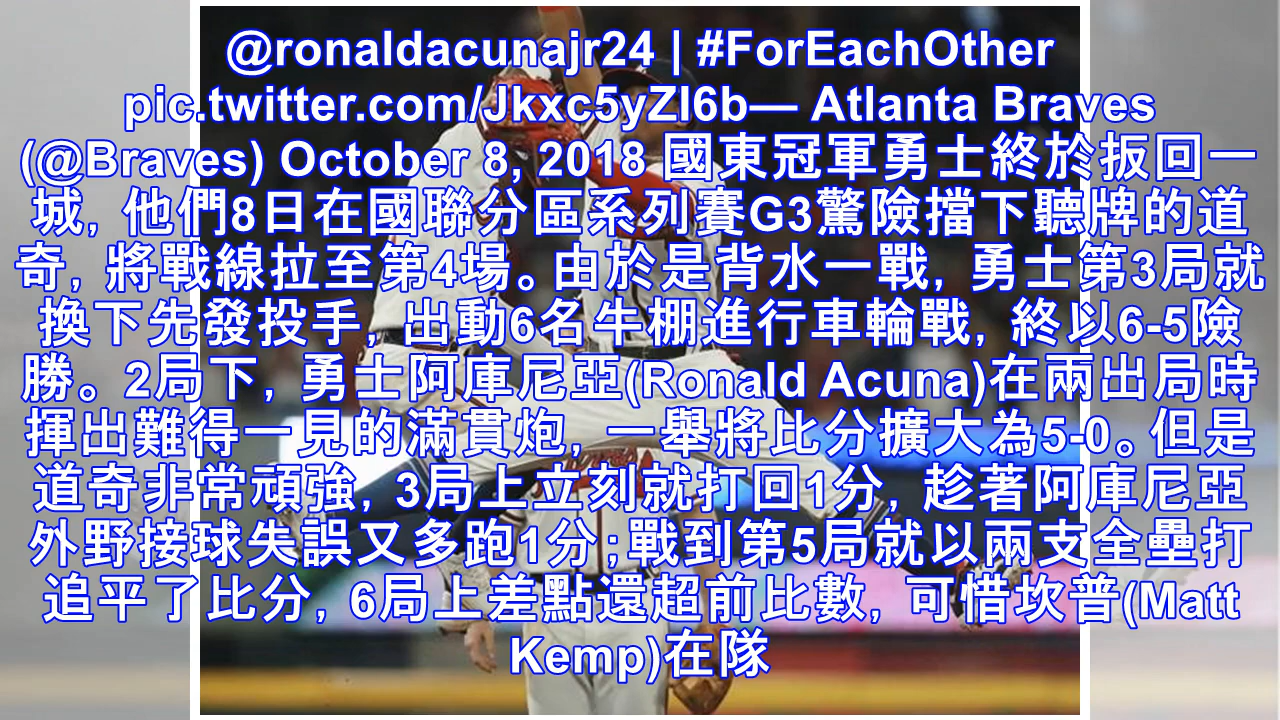 @ronaldacunajr24 | #ForEachOther
pic.twitter.com/Jkxc5yZl6b— Atlanta Braves
(@Braves) October 8, 2018 國東冠軍勇士終於扳回一
城, 他們8日在國聯分區系列賽G3驚險擋下聽牌的道
奇, 將戰線拉至第4場。由於是背水一戰, 勇士第3局就
換下先發投手, 出動6名牛棚進行車輪戰, 終以6-5險
勝。2局下, 勇士阿庫尼亞(Ronald Acuna)在兩出局時
揮出難得一見的滿貫炮, 一舉將比分擴大為5-0。但是
道奇非常頑強, 3局上立刻就打回1分, 趁著阿庫尼亞
外野接球失誤又多跑1分;戰到第5局就以兩支全壘打
追平了比分, 6局上差點還超前比數, 可惜坎普(Matt
Kemp)在隊